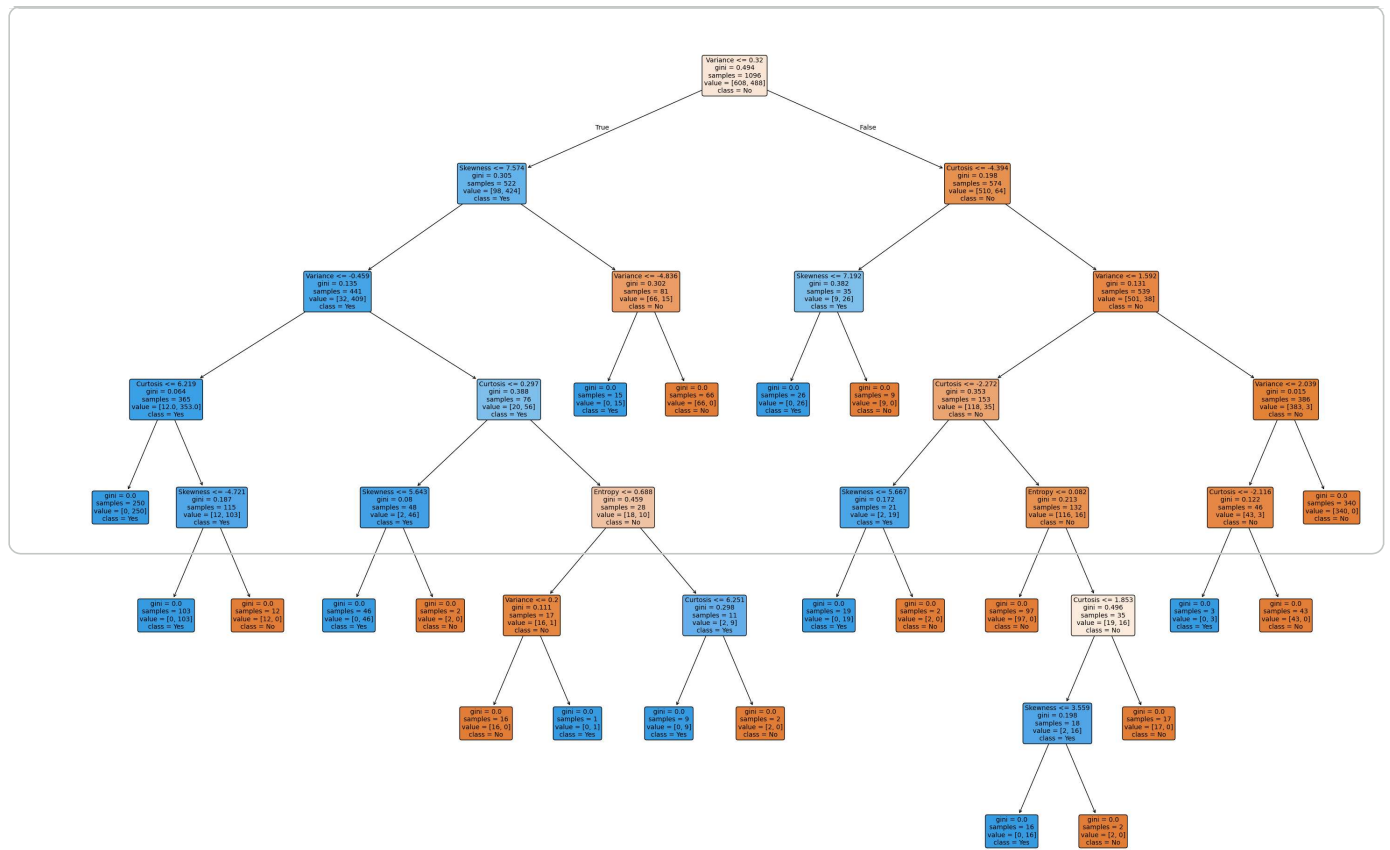 Variance <= 0.32
gini = 0.494
samples = 1096
value = [608, 488]
class = No
True
False
Skewness <= 7.574
gini = 0.305
samples = 522
value = [98, 424]
class = Yes
Curtosis <= -4.394
gini = 0.198
samples = 574
value = [510, 64]
class = No
Variance <= -0.459
gini = 0.135
samples = 441
value = [32, 409]
class = Yes
Variance <= -4.836
gini = 0.302
samples = 81
value = [66, 15]
class = No
Skewness <= 7.192
gini = 0.382
samples = 35
value = [9, 26]
class = Yes
Variance <= 1.592
gini = 0.131
samples = 539
value = [501, 38]
class = No
Curtosis <= 6.219
gini = 0.064
samples = 365
value = [12.0, 353.0]
class = Yes
Curtosis <= 0.297
gini = 0.388
samples = 76
value = [20, 56]
class = Yes
gini = 0.0
samples = 15
value = [0, 15]
class = Yes
gini = 0.0
samples = 66
value = [66, 0]
class = No
gini = 0.0
samples = 26
value = [0, 26]
class = Yes
gini = 0.0
samples = 9
value = [9, 0]
class = No
Curtosis <= -2.272
gini = 0.353
samples = 153
value = [118, 35]
class = No
Variance <= 2.039
gini = 0.015
samples = 386
value = [383, 3]
class = No
gini = 0.0
samples = 250
value = [0, 250]
class = Yes
Skewness <= -4.721
gini = 0.187
samples = 115
value = [12, 103]
class = Yes
Skewness <= 5.643
gini = 0.08
samples = 48
value = [2, 46]
class = Yes
Entropy <= 0.688
gini = 0.459
samples = 28
value = [18, 10]
class = No
Skewness <= 5.667
gini = 0.172
samples = 21
value = [2, 19]
class = Yes
Entropy <= 0.082
gini = 0.213
samples = 132
value = [116, 16]
class = No
Curtosis <= -2.116
gini = 0.122
samples = 46
value = [43, 3]
class = No
gini = 0.0
samples = 340
value = [340, 0]
class = No
gini = 0.0
samples = 103
value = [0, 103]
class = Yes
gini = 0.0
samples = 12
value = [12, 0]
class = No
gini = 0.0
samples = 46
value = [0, 46]
class = Yes
gini = 0.0
samples = 2
value = [2, 0]
class = No
Variance <= 0.2
gini = 0.111
samples = 17
value = [16, 1]
class = No
Curtosis <= 6.251
gini = 0.298
samples = 11
value = [2, 9]
class = Yes
gini = 0.0
samples = 19
value = [0, 19]
class = Yes
gini = 0.0
samples = 2
value = [2, 0]
class = No
gini = 0.0
samples = 97
value = [97, 0]
class = No
Curtosis <= 1.853
gini = 0.496
samples = 35
value = [19, 16]
class = No
gini = 0.0
samples = 3
value = [0, 3]
class = Yes
gini = 0.0
samples = 43
value = [43, 0]
class = No
gini = 0.0
samples = 16
value = [16, 0]
class = No
gini = 0.0
samples = 1
value = [0, 1]
class = Yes
gini = 0.0
samples = 9
value = [0, 9]
class = Yes
gini = 0.0
samples = 2
value = [2, 0]
class = No
Skewness <= 3.559
gini = 0.198
samples = 18
value = [2, 16]
class = Yes
gini = 0.0
samples = 17
value = [17, 0]
class = No
gini = 0.0
samples = 16
value = [0, 16]
class = Yes
gini = 0.0
samples = 2
value = [2, 0]
class = No